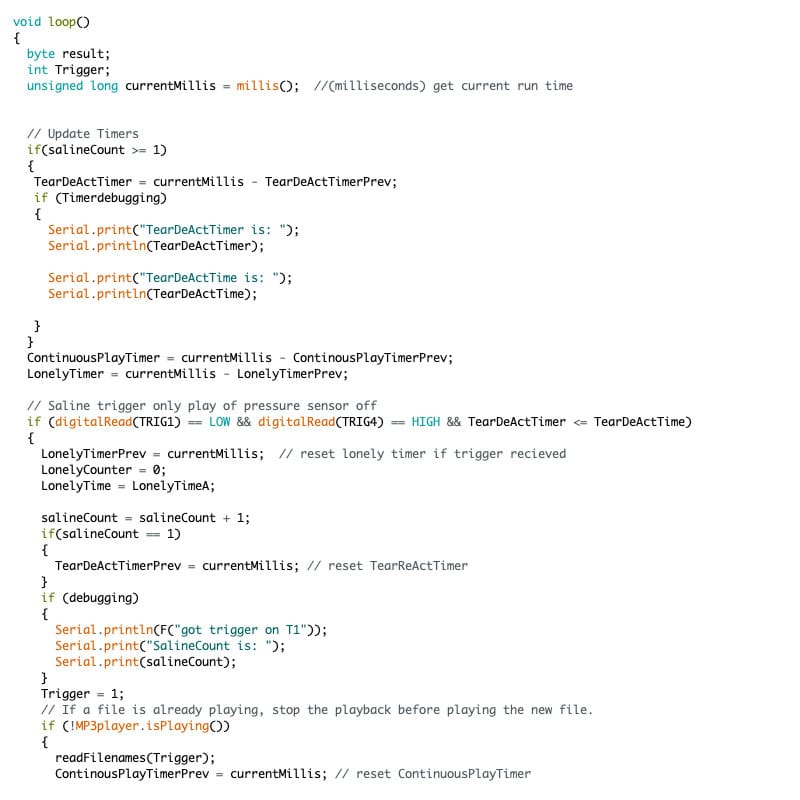 void loop()
{
  byte result;
  int Trigger;
  unsigned long currentMillis = millis();  //(milliseconds) get current run time

  // Update Timers
  if(salineCount >= 1)
  {
   TearDeActTimer = currentMillis - TearDeActTimerPrev;
   if (Timerdebugging)
   {
     Serial.print("TearDeActTimer is: ");
     Serial.println(TearDeActTimer);

     Serial.print("TearDeActTime is: ");
     Serial.println(TearDeActTime);

   }
  }
  ContinuousPlayTimer = currentMillis - ContinousPlayTimerPrev;
  LonelyTimer = currentMillis - LonelyTimerPrev;

  // Saline trigger only play of pressure sensor off
  if (digitalRead(TRIG1) == LOW && digitalRead(TRIG4) == HIGH && TearDeActTimer <= TearDeActTime)
  {
    LonelyTimerPrev = currentMillis;  // reset lonely timer if trigger recieved
    LonelyCounter = 0;
    LonelyTime = LonelyTimeA;

    salineCount = salineCount + 1;
    if(salineCount == 1)
    {
      TearDeActTimerPrev = currentMillis; // reset TearReActTimer
    }
    if (debugging)
    {
      Serial.println(F("got trigger on T1"));
      Serial.print("SalineCount is: ");
      Serial.print(salineCount);
    }
    Trigger = 1;
    // If a file is already playing, stop the playback before playing the new file.
    if (!MP3player.isPlaying())
    {
      readFilenames(Trigger);
      ContinousPlayTimerPrev = currentMillis; // reset ContinuousPlayTimer